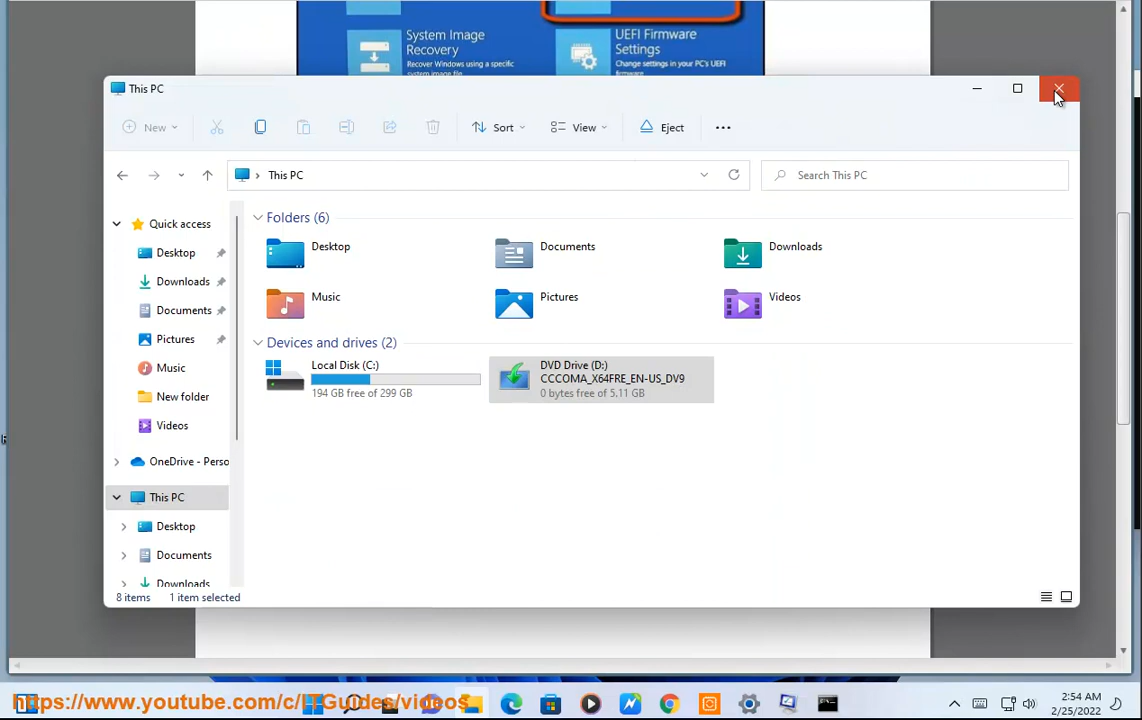 System Image
Recovery
Recover Windows using a specific
system image file
UEFI Firmware
Settings
Change settings in your PC's UEFI
firmware
This PC
New
Sort
View
Eject
This PC
Search This PC
Quick access
Desktop
Downloads
Documents
Pictures
Music
New folder
Videos
OneDrive - Perso
This PC
Desktop
Documents
Downloads
Folders (6)
Desktop
Documents
Downloads
Music
Pictures
Videos
Devices and drives (2)
Local Disk (C:)
194 GB free of 299 GB
DVD Drive (D:)
CCCOMA_X64FRE_EN-US_DV9
0 bytes free of 5.11 GB
8 items
1 item selected
https://www.youtube.com/c/ITGuides/videos
2:54 AM
2/25/2022